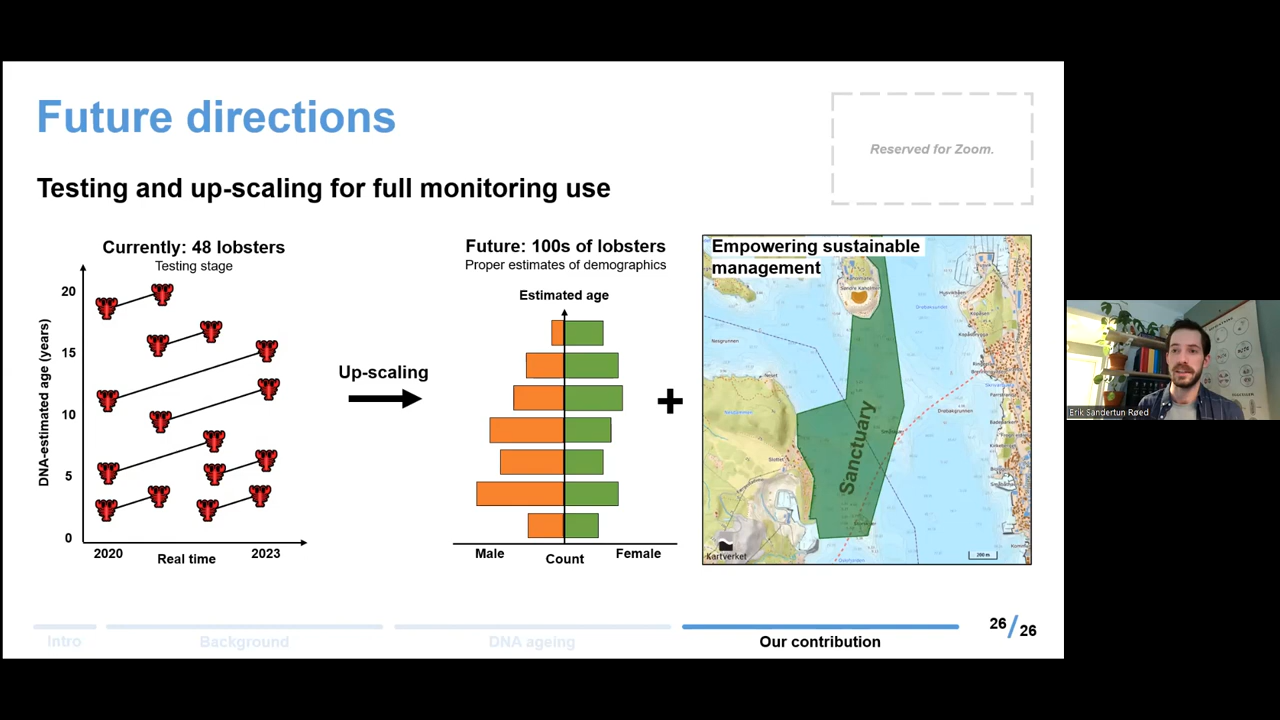 Future directions
Reserved for Zoom.
Testing and up-scaling for full monitoring use
Currently: 48 lobsters
Testing stage
DNA-estimated age (years)
20
15
10
5
0
2020
Real time
2023
Up-scaling
Future: 100s of lobsters
Proper estimates of demographics
Estimated age
Male
Count
Female
+
Empowering sustainable
management
Sanctuary
Kartverket
200 m
Intro
Background
DNA ageing
Our contribution
26/26
Erik Sandertun Røed